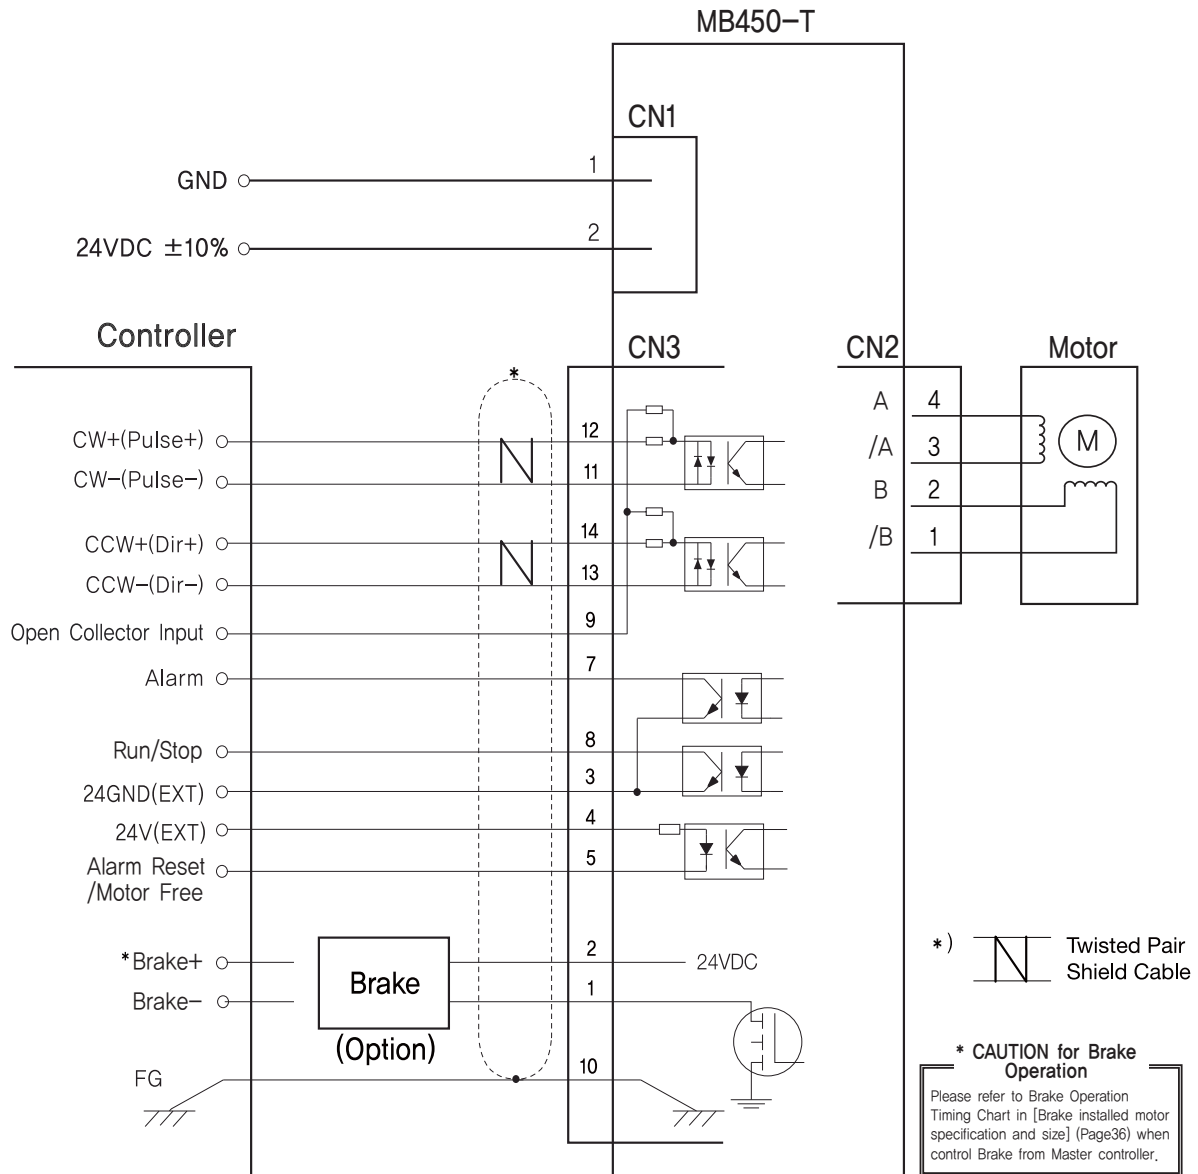 MB450-T
CN1
GND
1
24VDC ±10%
2
Controller
CN3
CN2
Motor
*
CW+(Pulse+)
12
CW-(Pulse-)
11
CCW+(Dir+)
14
CCW-(Dir-)
13
Open Collector Input
9
Alarm
7
Run/Stop
8
24GND(EXT)
3
24V(EXT)
4
Alarm Reset
/Motor Free
5
A
4
/A
3
B
2
/B
1
M
*Brake+
2
24VDC
Brake-
1
Brake
(Option)
FG
10
*)
Twisted Pair
Shield Cable
* CAUTION for Brake
Operation
Please refer to Brake Operation
Timing Chart in [Brake installed motor
specification and size] (Page36) when
control Brake from Master controller.